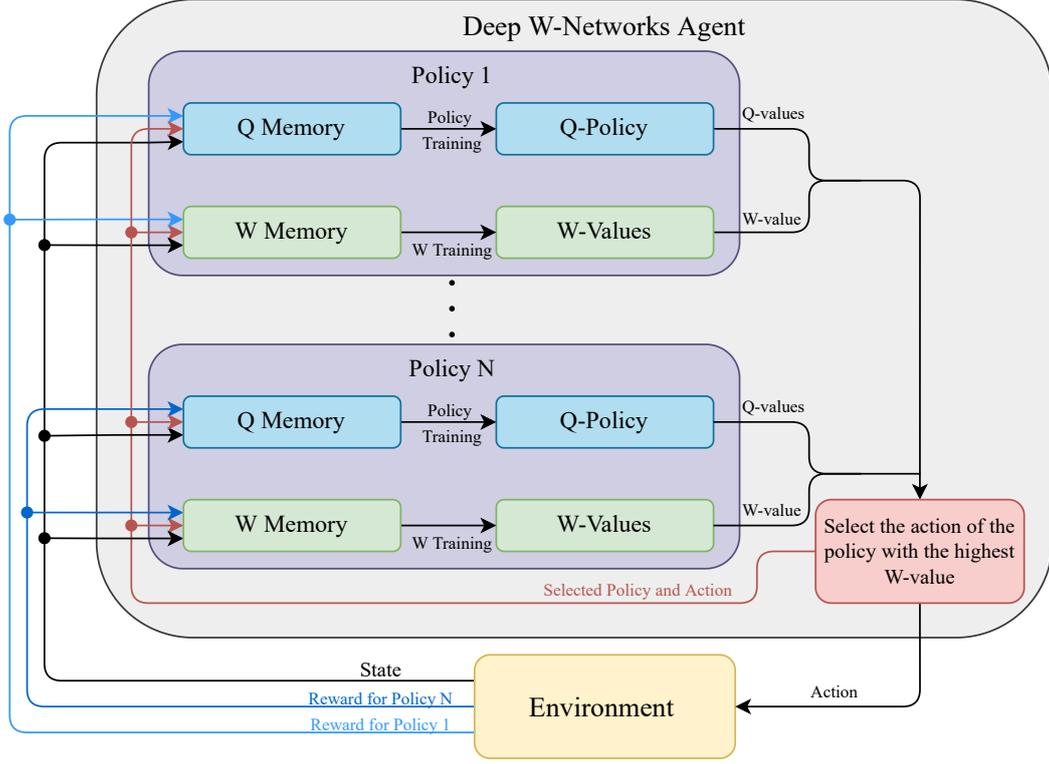 Deep W-Networks Agent
Policy 1
Q Memory
Policy
Training
Q-Policy
Q-values
W Memory
W Training
W-Values
W-value
Policy N
Q Memory
Policy
Training
Q-Policy
Q-values
W Memory
W Training
W-Values
W-value
Select the action of the
policy with the highest
W-value
Selected Policy and Action
State
Reward for Policy N
Reward for Policy 1
Environment
Action